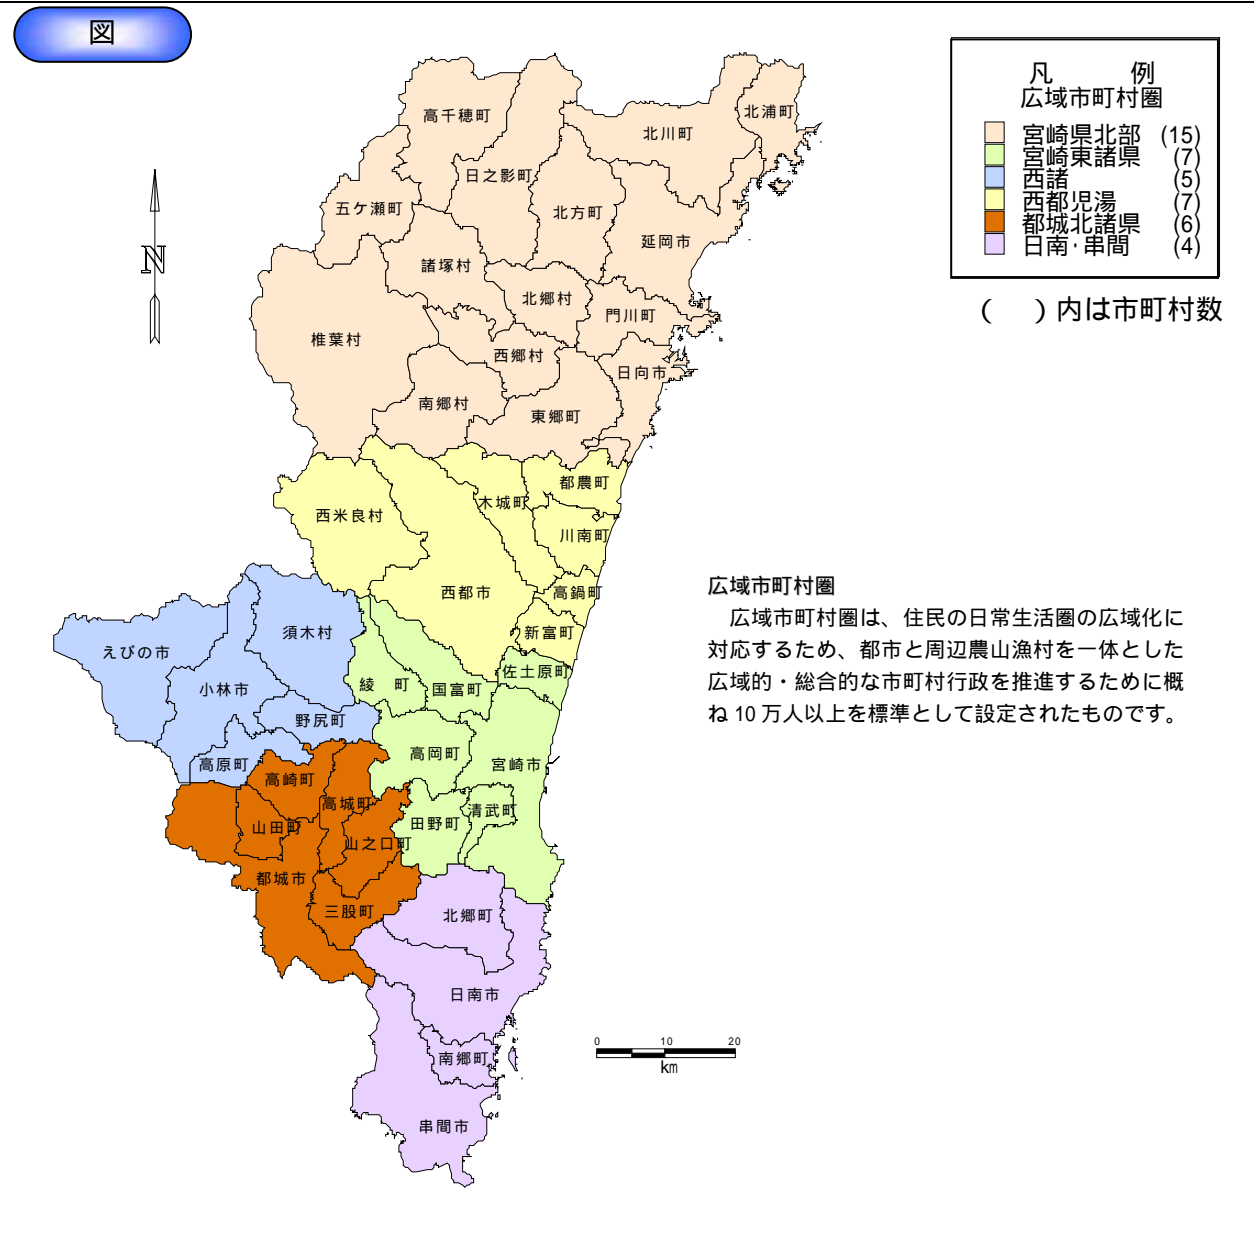 図
凡 例
広域市町村圏
宮崎県北部 (15)
宮崎東諸県 (7)
西諸 (5)
西都児湯 (7)
都城北諸県 (6)
日南･串間 (4)
( )内は市町村数
高千穂町
北川町
北浦町
日之影町
五ケ瀬町
北方町
延岡市
諸塚村
北郷村
門川町
椎葉村
西郷村
日向市
南郷村
東郷町
都農町
木城町
西米良村
川南町
西都市
高鍋町
新富町
須木村
えびの市
佐土原町
小林市
綾 町
国富町
野尻町
高岡町
高原町
宮崎市
高崎町
高城町
清武町
山田町
田野町
山之口町
都城市
三股町
北郷町
日南市
南郷町
串間市
N
0 10 20
km
広域市町村圏
広域市町村圏は、住民の日常生活圏の広域化に
対応するため、都市と周辺農山漁村を一体とした
広域的・総合的な市町村行政を推進するために概
ね 10 万人以上を標準として設定されたものです。